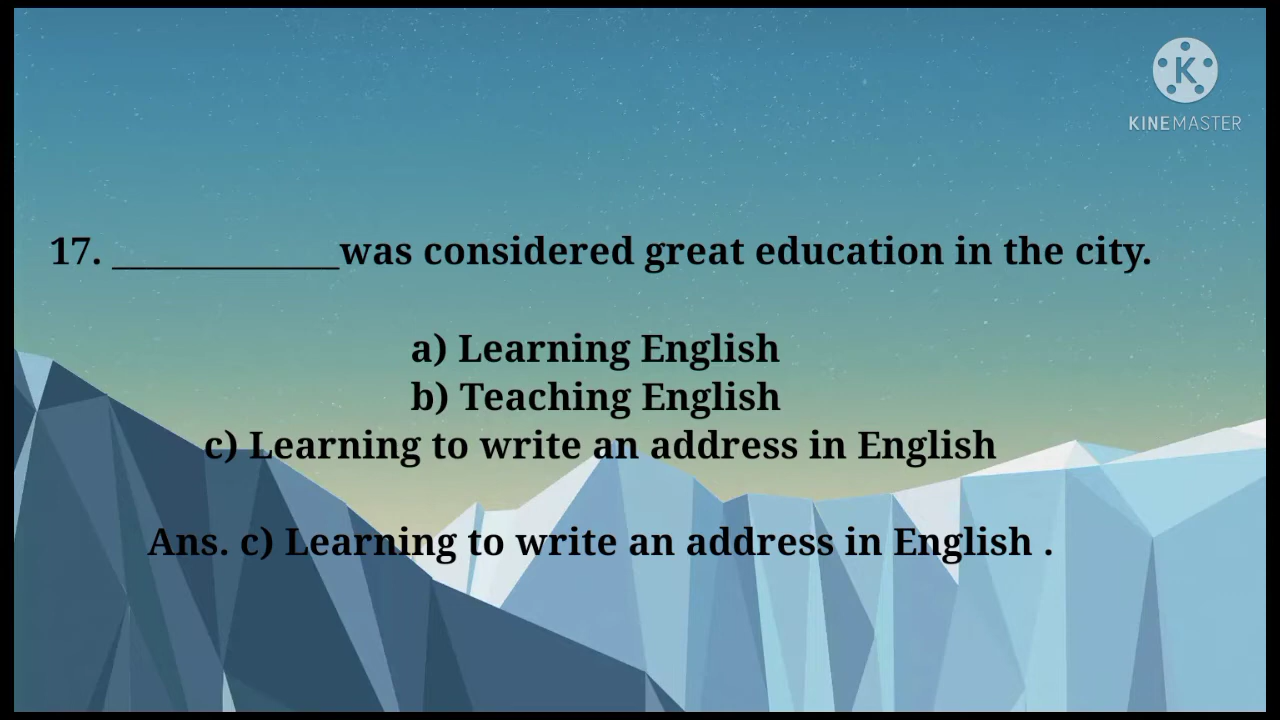 K
KINEMASTER
17. ____________was considered great education in the city.
a) Learning English
b) Teaching English
c) Learning to write an address in English
Ans. c) Learning to write an address in English .